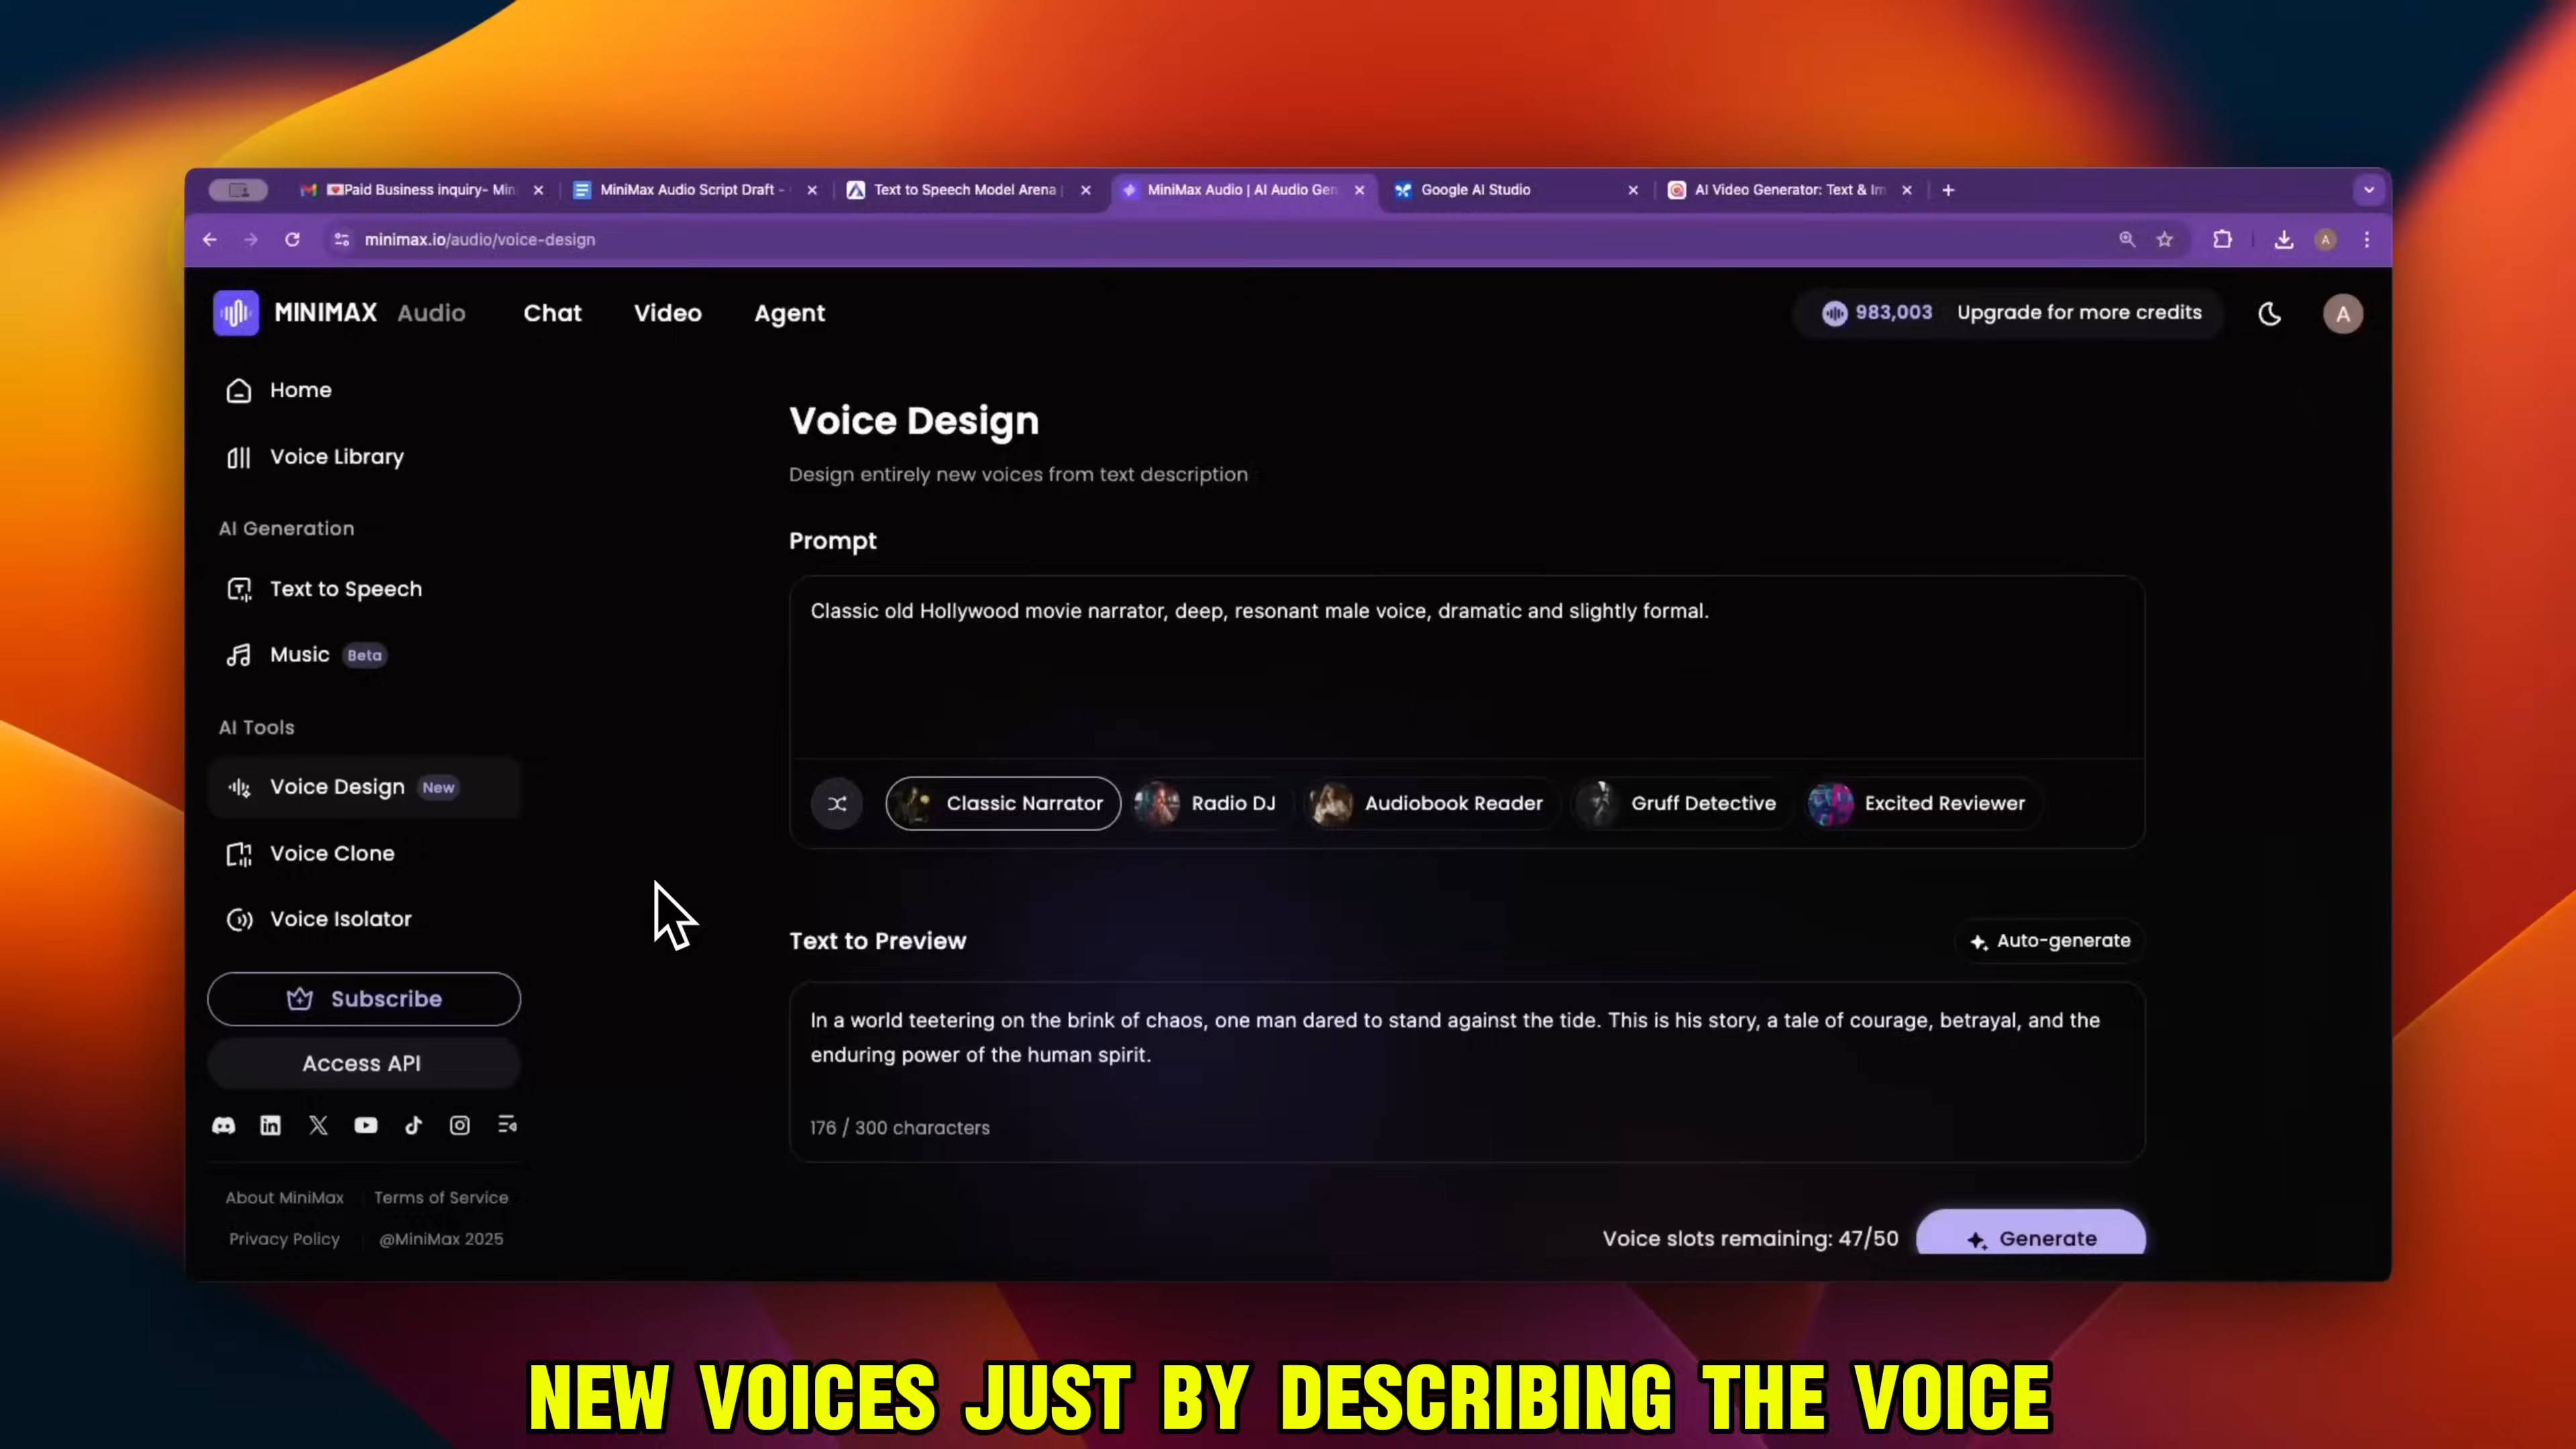 Paid Business inquiry- Min
MiniMax Audio Script Draft -
Text to Speech Model Arena
MiniMax Audio | AI Audio Gen
Google AI Studio
AI Video Generator: Text & Im
minimax.io/audio/voice-design
A
MINIMAX Audio
Chat
Video
Agent
983,003
Upgrade for more credits
A
Home
Voice Library
AI Generation
Text to Speech
Music Beta
AI Tools
Voice Design New
Voice Clone
Voice Isolator
Subscribe
Access API
About MiniMax
Terms of Service
Privacy Policy
@MiniMax 2025
Voice Design
Design entirely new voices from text description
Prompt
Classic old Hollywood movie narrator, deep, resonant male voice, dramatic and slightly formal.
Classic Narrator
Radio DJ
Audiobook Reader
Gruff Detective
Excited Reviewer
Text to Preview
Auto-generate
In a world teetering on the brink of chaos, one man dared to stand against the tide. This is his story, a tale of courage, betrayal, and the
enduring power of the human spirit.
176 / 300 characters
Voice slots remaining: 47/50
Generate
NEW VOICES JUST BY DESCRIBING THE VOICE